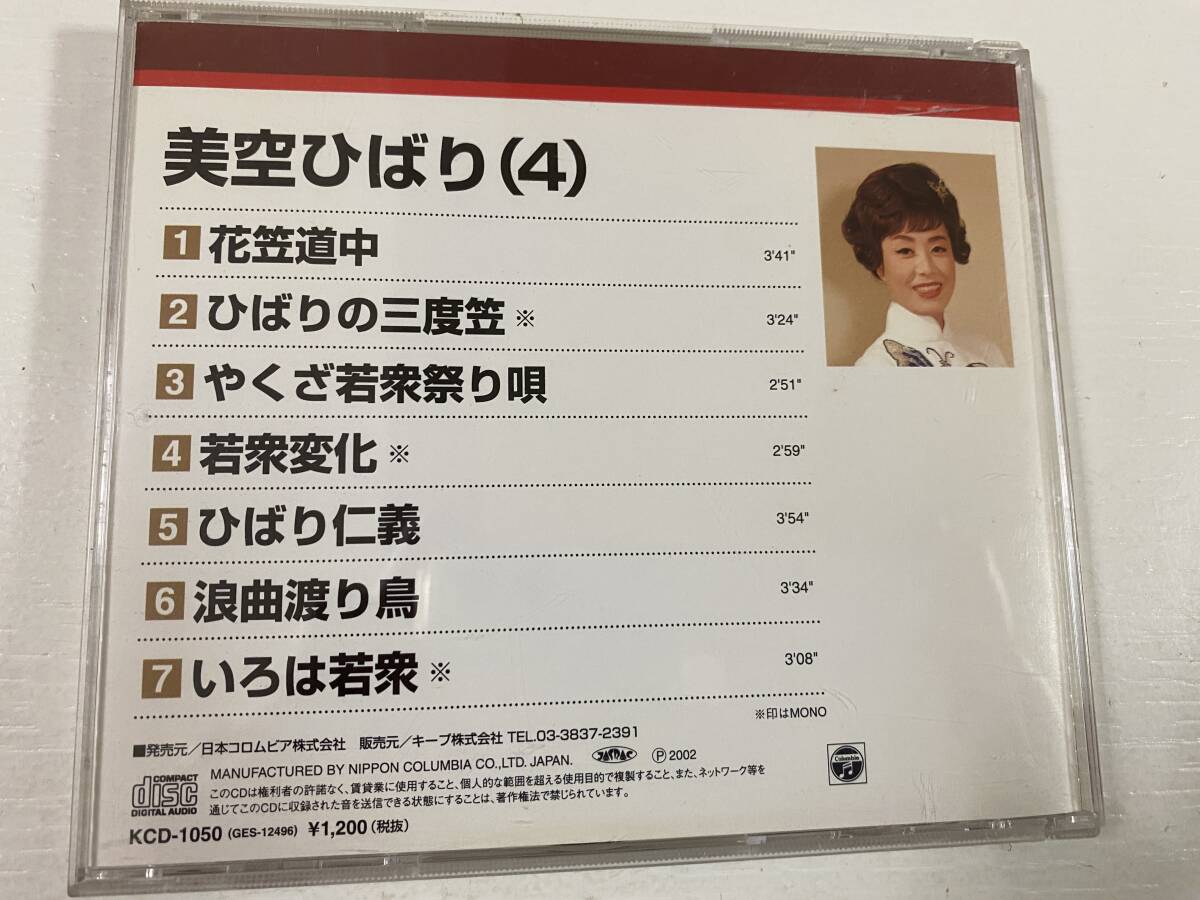 美空ひばり(4)
1 花笠道中 3'41"
2 ひばりの三度笠 ※ 3'24"
3 やくざ若衆祭り唄 2'51"
4 若衆変化 ※ 2'59"
5 ひばり仁義 3'54"
6 浪曲渡り鳥 3'34"
7 いろは若衆 ※ 3'08"
※印はMONO
■発売元／日本コロムビア株式会社 販売元／キープ株式会社 TEL.03-3837-2391
MANUFACTURED BY NIPPON COLUMBIA CO.,LTD. JAPAN. JASRAC Ⓟ 2002
このCDは権利者の許諾なく、賃貸業に使用すること、個人的な範囲を超える使用目的で複製すること、また、ネットワーク等を
通じてこのCDに収録された音を送信できる状態にすることは、著作権法で禁じられています。
COMPACT
disc
DIGITAL AUDIO
Columbia
KCD-1050 (GES-12496) ¥1,200(税抜)